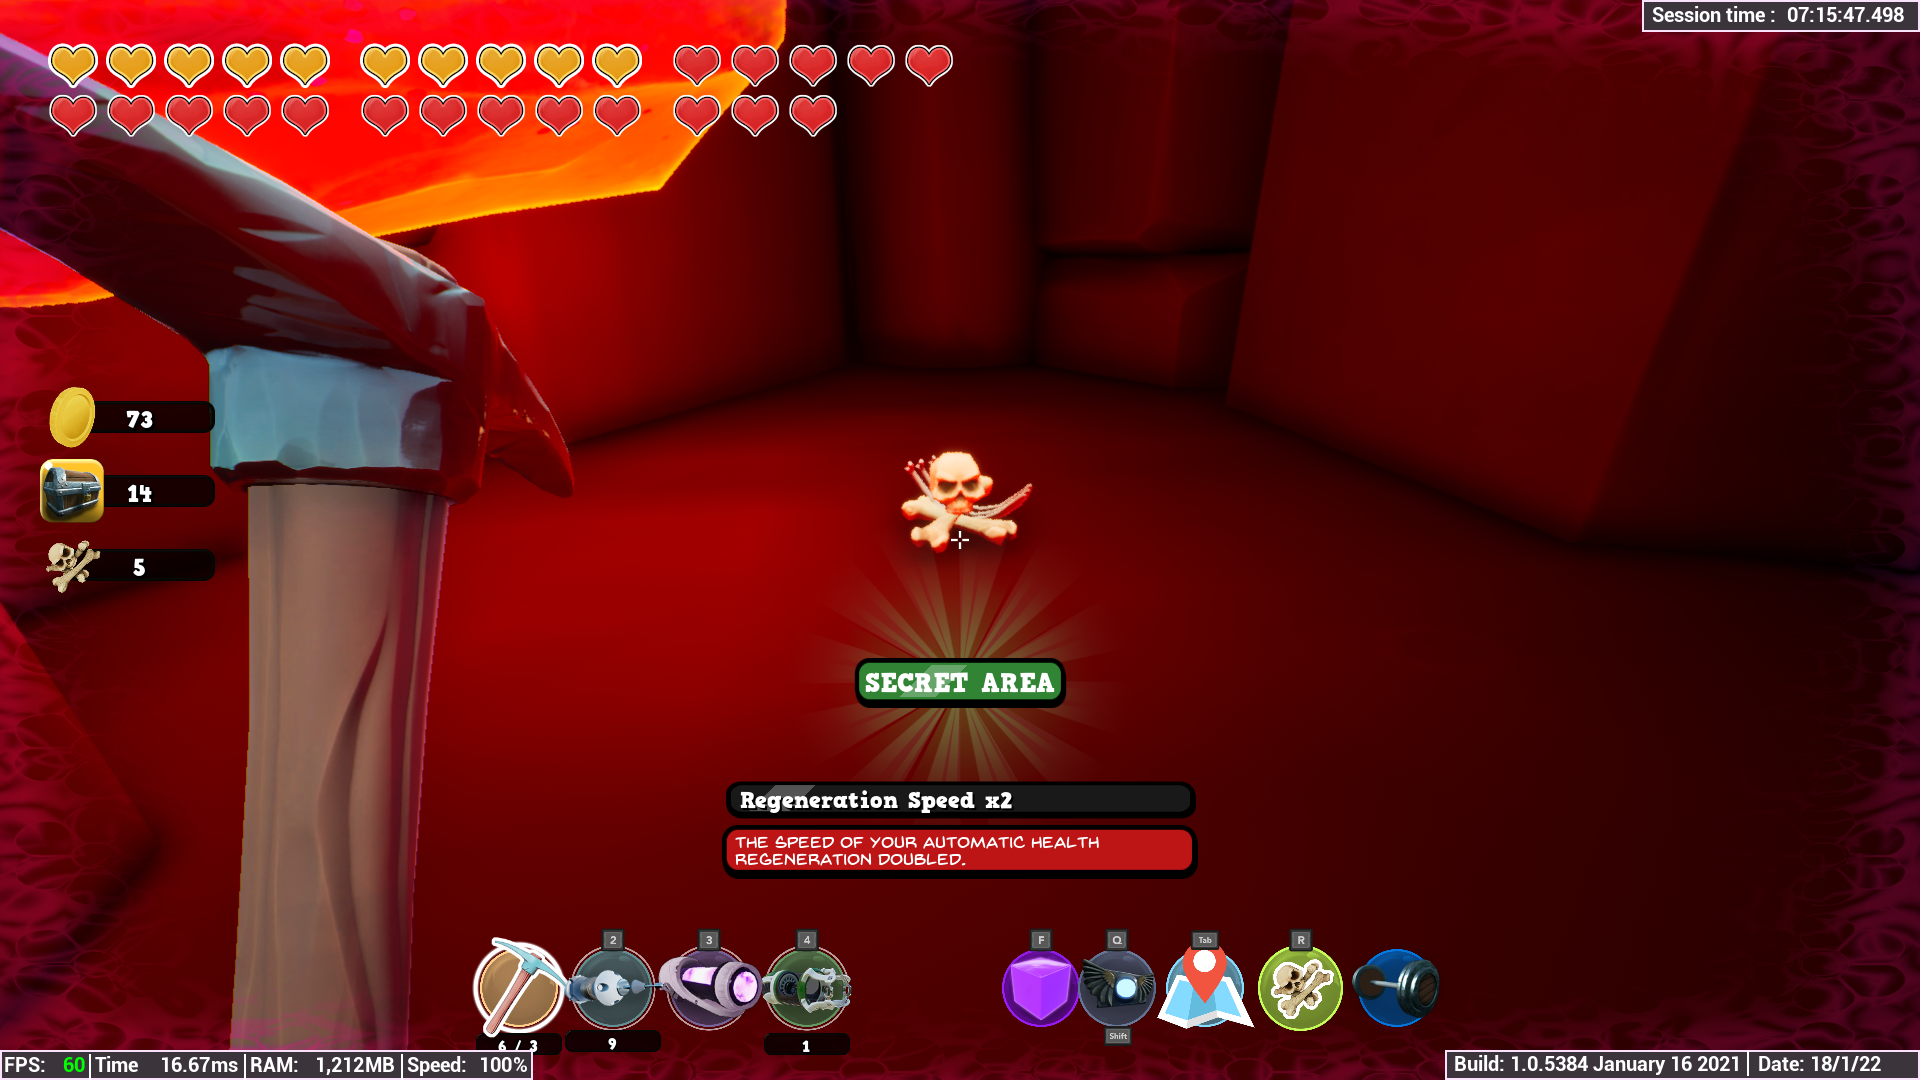 Session time : 07:15:47.498
73
14
5
SECRET AREA
Regeneration Speed x2
THE SPEED OF YOUR AUTOMATIC HEALTH
REGENERATION DOUBLED.
2 3 4 F Q Tab R
Shift
6 / 3 9 1
FPS: 60 Time 16.67ms RAM: 1,212MB Speed: 100%
Build: 1.0.5384 January 16 2021 Date: 18/1/22